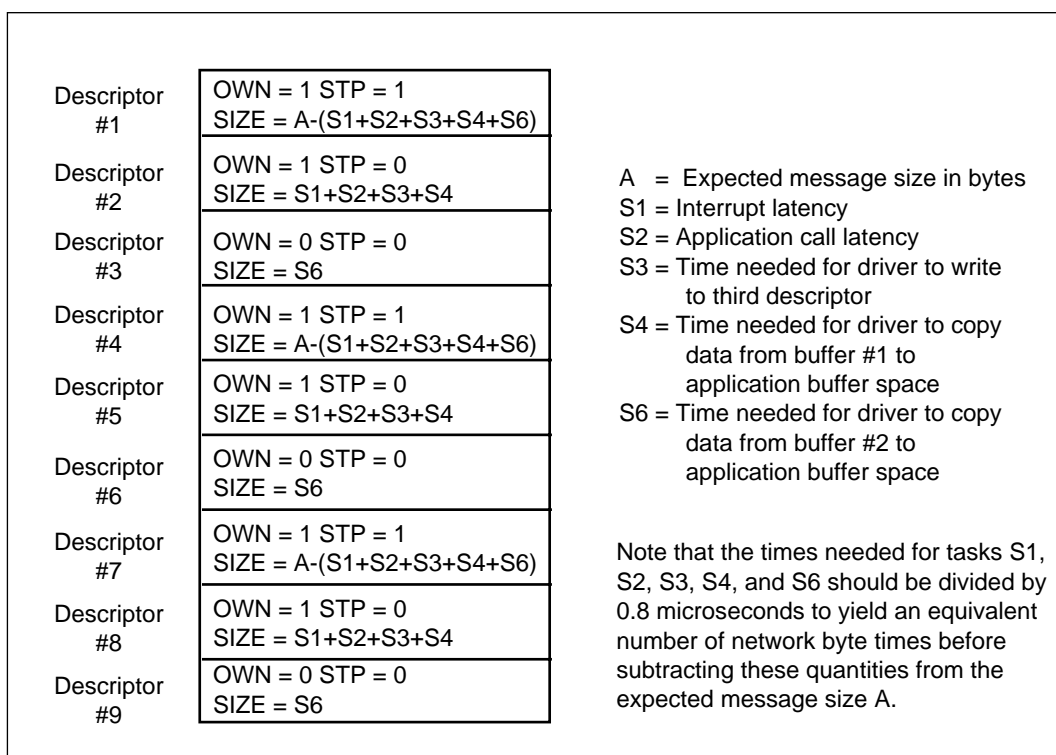 Descriptor
#1
OWN = 1 STP = 1
SIZE = A-(S1+S2+S3+S4+S6)
Descriptor
#2
OWN = 1 STP = 0
SIZE = S1+S2+S3+S4
Descriptor
#3
OWN = 0 STP = 0
SIZE = S6
Descriptor
#4
OWN = 1 STP = 1
SIZE = A-(S1+S2+S3+S4+S6)
Descriptor
#5
OWN = 1 STP = 0
SIZE = S1+S2+S3+S4
Descriptor
#6
OWN = 0 STP = 0
SIZE = S6
Descriptor
#7
OWN = 1 STP = 1
SIZE = A-(S1+S2+S3+S4+S6)
Descriptor
#8
OWN = 1 STP = 0
SIZE = S1+S2+S3+S4
Descriptor
#9
OWN = 0 STP = 0
SIZE = S6
A = Expected message size in bytes
S1 = Interrupt latency
S2 = Application call latency
S3 = Time needed for driver to write
to third descriptor
S4 = Time needed for driver to copy
data from buffer #1 to
application buffer space
S6 = Time needed for driver to copy
data from buffer #2 to
application buffer space
Note that the times needed for tasks S1,
S2, S3, S4, and S6 should be divided by
0.8 microseconds to yield an equivalent
number of network byte times before
subtracting these quantities from the
expected message size A.